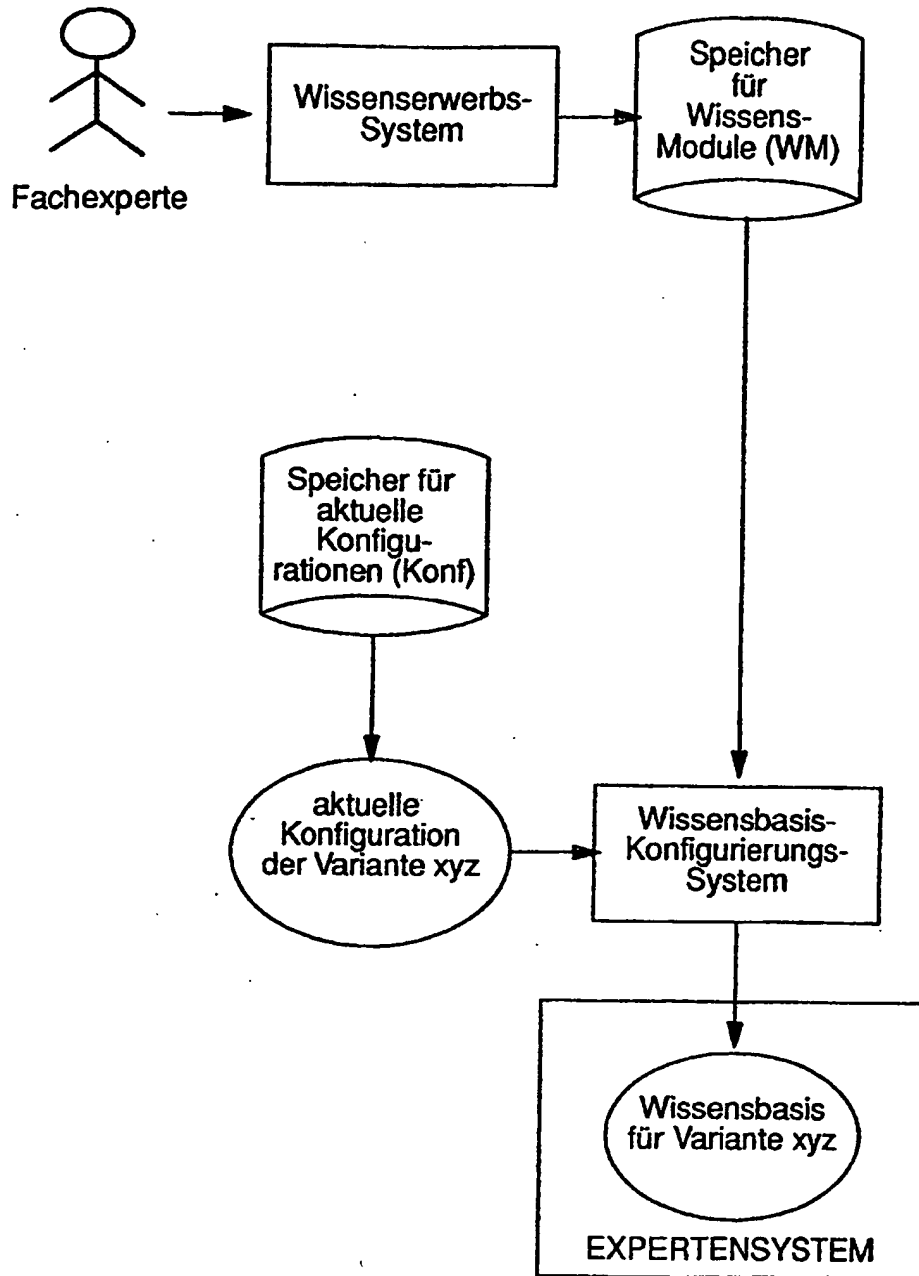 Fachexperte
Wissenserwerbs-
System
Speicher
für
Wissens-
Module (WM)
Speicher für
aktuelle
Konfigu-
rationen (Konf)
aktuelle
Konfiguration
der Variante xyz
Wissensbasis-
Konfigurierungs-
System
Wissensbasis
für Variante xyz
EXPERTENSYSTEM